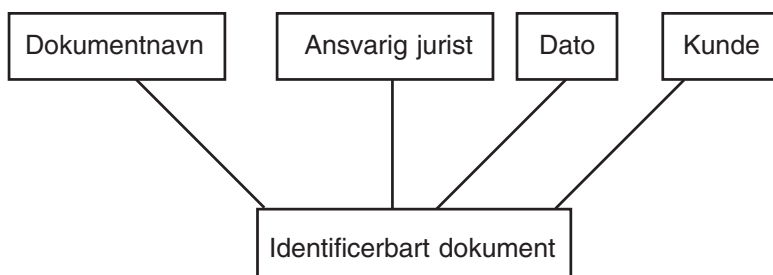 Dokumentnavn
Ansvarig jurist
Dato
Kunde
Identificerbart dokument